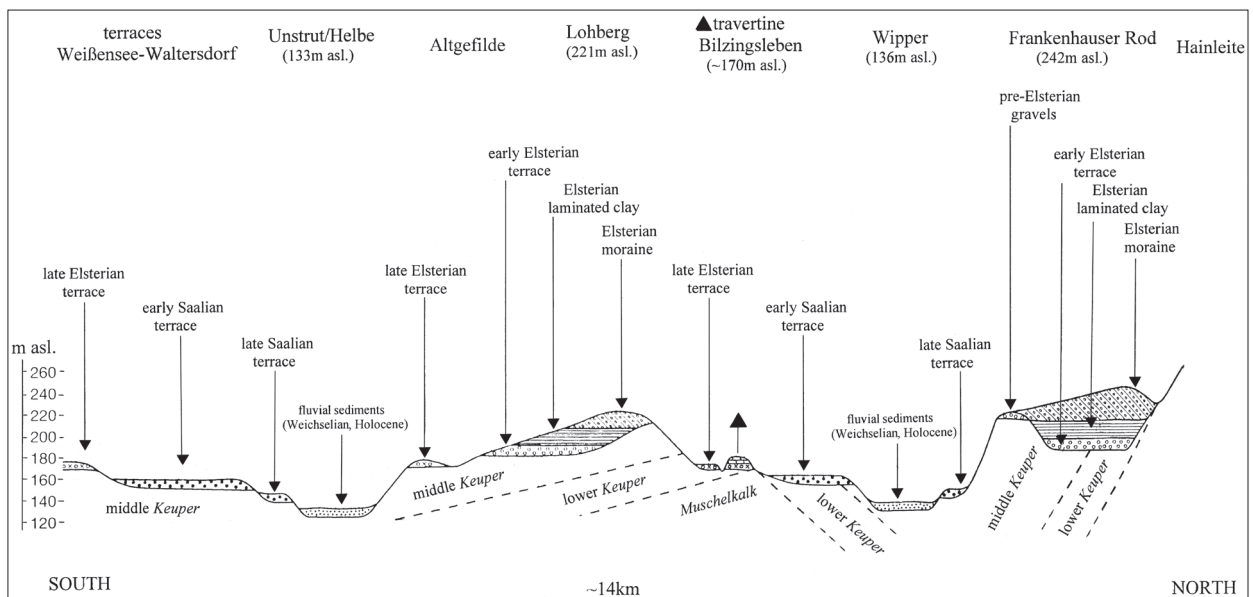 terraces
Weißensee-Waltersdorf
Unstrut/Helbe
(133m asl.)
Altgefilde
Lohberg
(221m asl.)
travertine
Bilzingsleben
(~170m asl.)
Wipper
(136m asl.)
Frankenhauser Rod
(242m asl.)
Hainleite
pre-Elsterian
gravels
early Elsterian
terrace
Elsterian
laminated clay
Elsterian
moraine
early Elsterian
terrace
Elsterian
laminated clay
Elsterian
moraine
late Elsterian
terrace
early Saalian
terrace
late Saalian
terrace
fluvial sediments
(Weichselian, Holocene)
late Elsterian
terrace
late Elsterian
terrace
early Saalian
terrace
fluvial sediments
(Weichselian, Holocene)
late Saalian
terrace
m asl.
260
240
220
200
180
160
140
120
middle Keuper
middle Keuper
lower Keuper
Muschelkalk
lower Keuper
middle Keuper
lower Keuper
SOUTH
~14km
NORTH